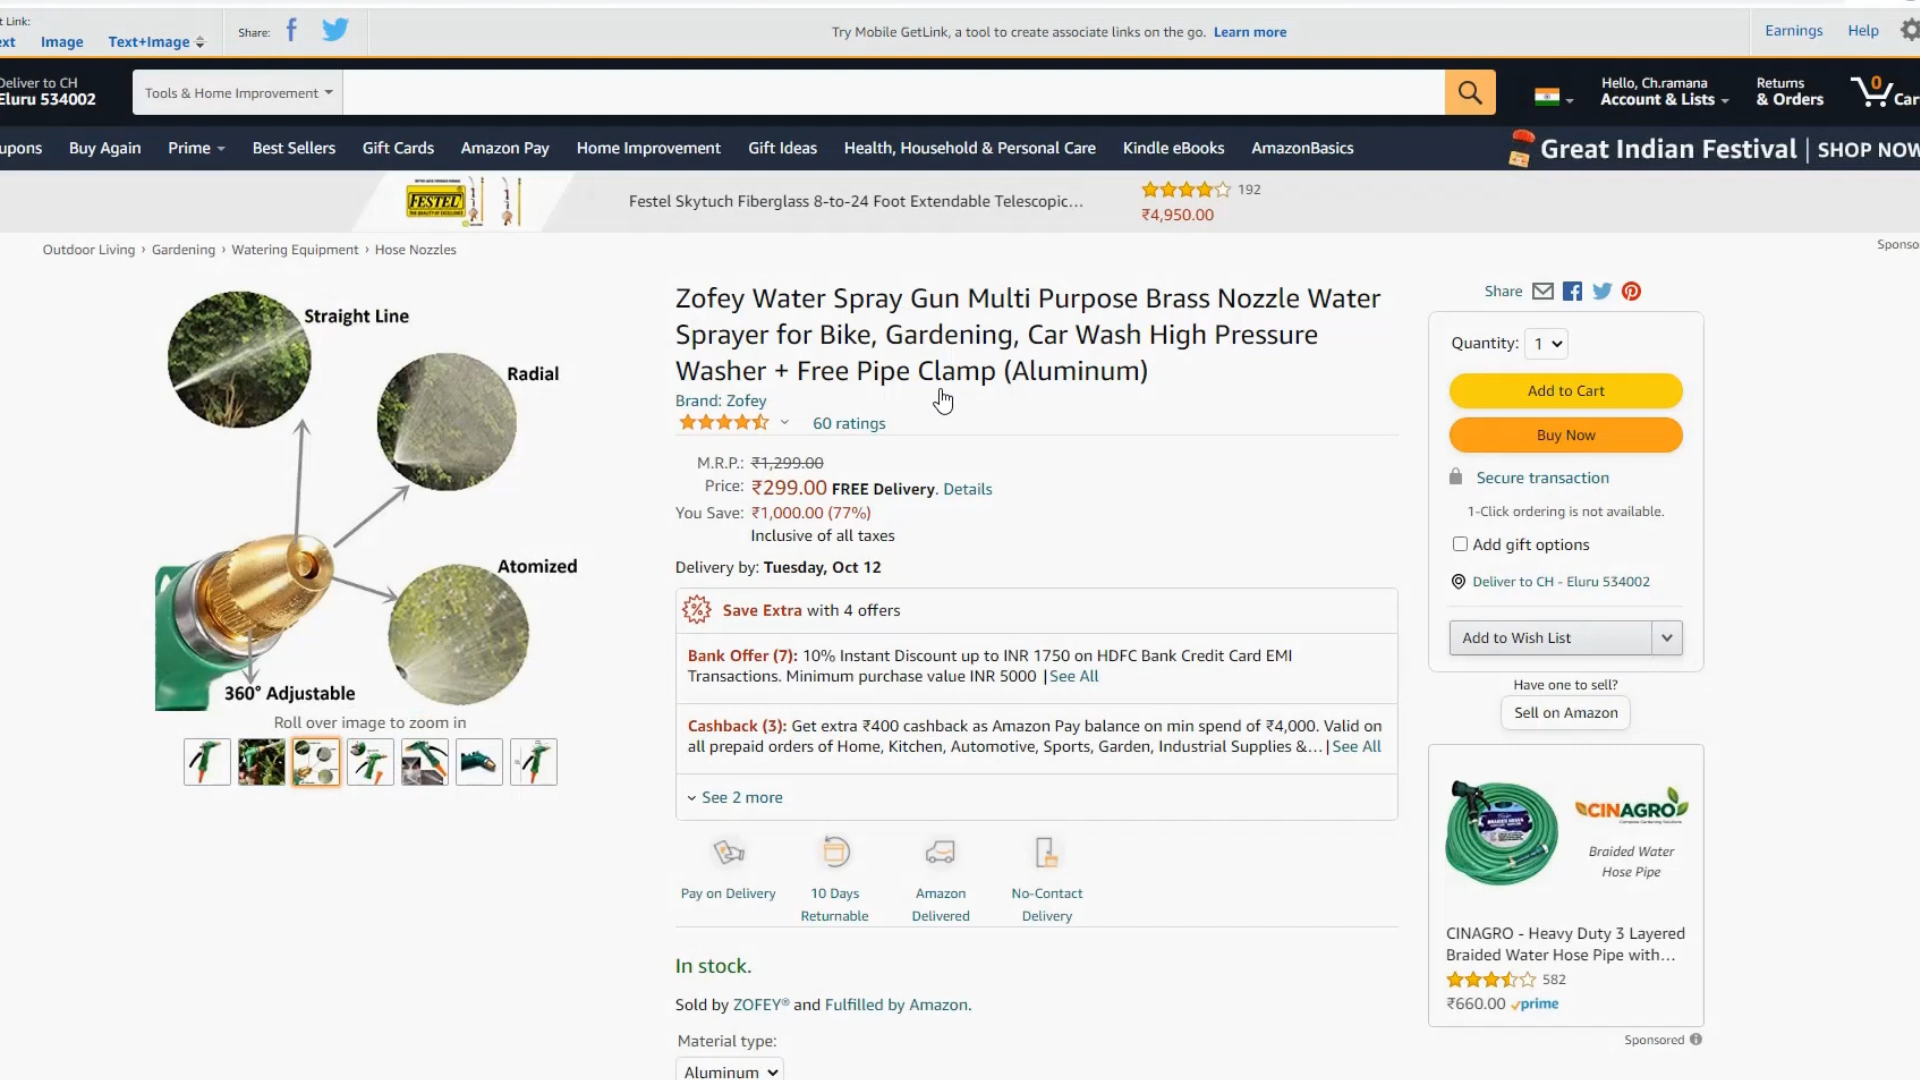 t Link:
ext
Image
Text+Image
Share:
Try Mobile GetLink, a tool to create associate links on the go. Learn more
Earnings
Help
Deliver to CH
Eluru 534002
Tools & Home Improvement
Hello, Ch.ramana
Account & Lists
Returns
& Orders
0
Car
upons
Buy Again
Prime
Best Sellers
Gift Cards
Amazon Pay
Home Improvement
Gift Ideas
Health, Household & Personal Care
Kindle eBooks
AmazonBasics
Great Indian Festival | SHOP NOW
FESTEL
Festel Skytuch Fiberglass 8-to-24 Foot Extendable Telescopic...
192
₹4,950.00
Outdoor Living › Gardening › Watering Equipment › Hose Nozzles
Sponso
Straight Line
Radial
Atomized
360° Adjustable
Roll over image to zoom in
Zofey Water Spray Gun Multi Purpose Brass Nozzle Water
Sprayer for Bike, Gardening, Car Wash High Pressure
Washer + Free Pipe Clamp (Aluminum)
Brand: Zofey
60 ratings
M.R.P.: ₹1,299.00
Price: ₹299.00 FREE Delivery. Details
You Save: ₹1,000.00 (77%)
Inclusive of all taxes
Delivery by: Tuesday, Oct 12
Save Extra with 4 offers
Bank Offer (7): 10% Instant Discount up to INR 1750 on HDFC Bank Credit Card EMI
Transactions. Minimum purchase value INR 5000 | See All
Cashback (3): Get extra ₹400 cashback as Amazon Pay balance on min spend of ₹4,000. Valid on
all prepaid orders of Home, Kitchen, Automotive, Sports, Garden, Industrial Supplies &... | See All
See 2 more
Pay on Delivery
10 Days
Returnable
Amazon
Delivered
No-Contact
Delivery
In stock.
Sold by ZOFEY® and Fulfilled by Amazon.
Material type:
Aluminum
Share
Quantity: 1
Add to Cart
Buy Now
Secure transaction
1-Click ordering is not available.
Add gift options
Deliver to CH - Eluru 534002
Add to Wish List
Have one to sell?
Sell on Amazon
CINAGRO
Braided Water
Hose Pipe
CINAGRO - Heavy Duty 3 Layered
Braided Water Hose Pipe with...
582
₹660.00 prime
Sponsored